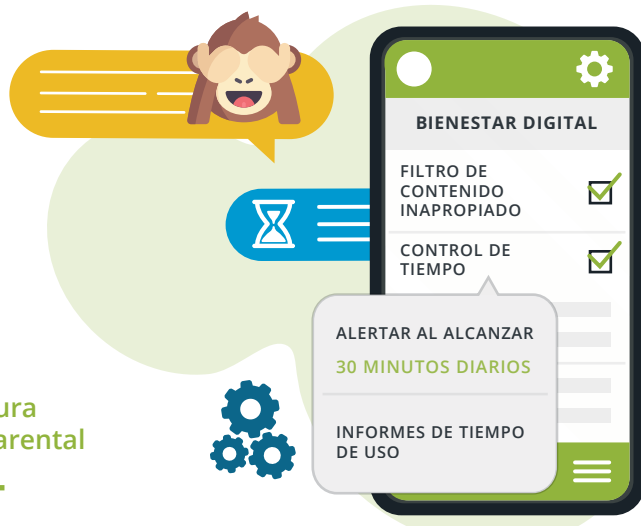 BIENESTAR DIGITAL
FILTRO DE
CONTENIDO
INAPROPIADO
CONTROL DE
TIEMPO
ALERTAR AL ALCANZAR
30 MINUTOS DIARIOS
INFORMES DE TIEMPO
DE USO